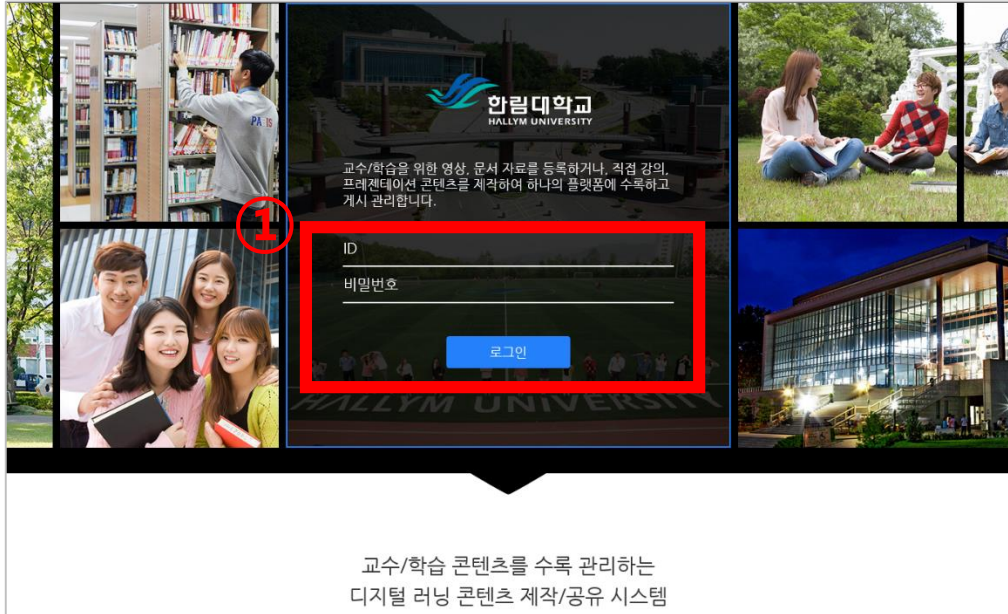 한림대학교
HALLYM UNIVERSITY
교수/학습을 위한 영상, 문서 자료를 등록하거나, 직접 강의,
프레젠테이션 콘텐츠를 제작하여 하나의 플랫폼에 수록하고
게시 관리합니다.
①
ID
비밀번호
로그인
HALLYM UNIVERSITY
교수/학습 콘텐츠를 수록 관리하는
디지털 러닝 콘텐츠 제작/공유 시스템